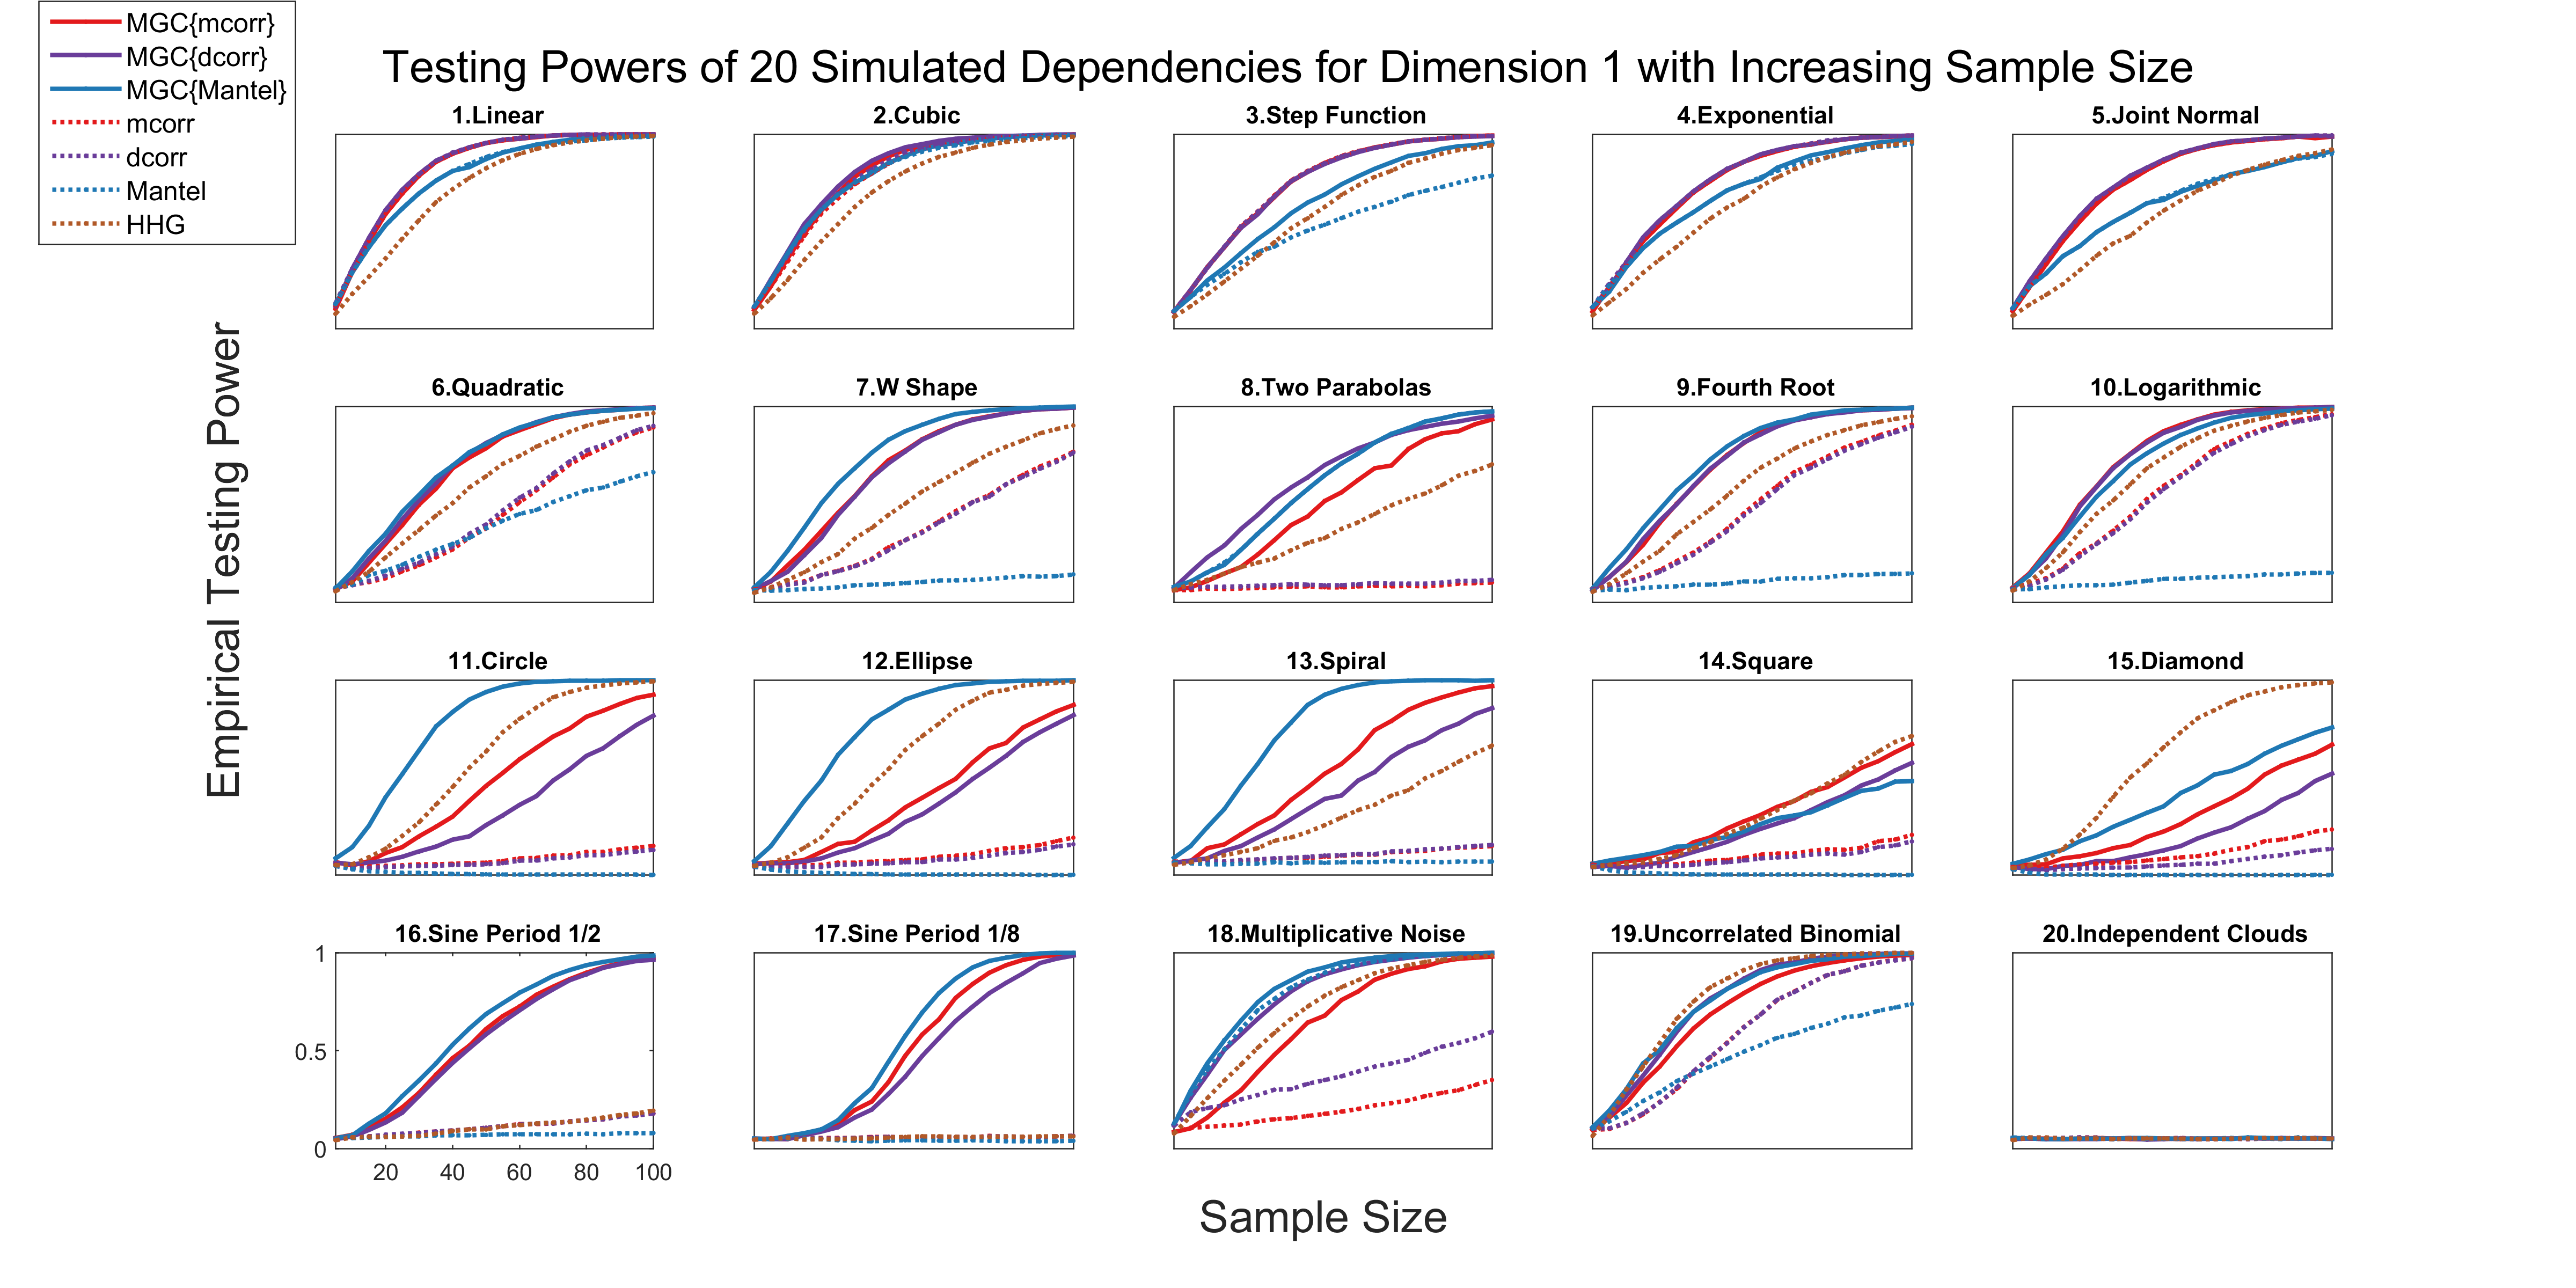 MGC{mcorr}
MGC{dcorr}
MGC{Mantel}
mcorr
dcorr
Mantel
HHG
Testing Powers of 20 Simulated Dependencies for Dimension 1 with Increasing Sample Size
1.Linear
2.Cubic
3.Step Function
4.Exponential
5.Joint Normal
6.Quadratic
7.W Shape
8.Two Parabolas
9.Fourth Root
10.Logarithmic
11.Circle
12.Ellipse
13.Spiral
14.Square
15.Diamond
16.Sine Period 1/2
17.Sine Period 1/8
18.Multiplicative Noise
19.Uncorrelated Binomial
20.Independent Clouds
1
0.5
0
20 40 60 80 100
Empirical Testing Power
Sample Size